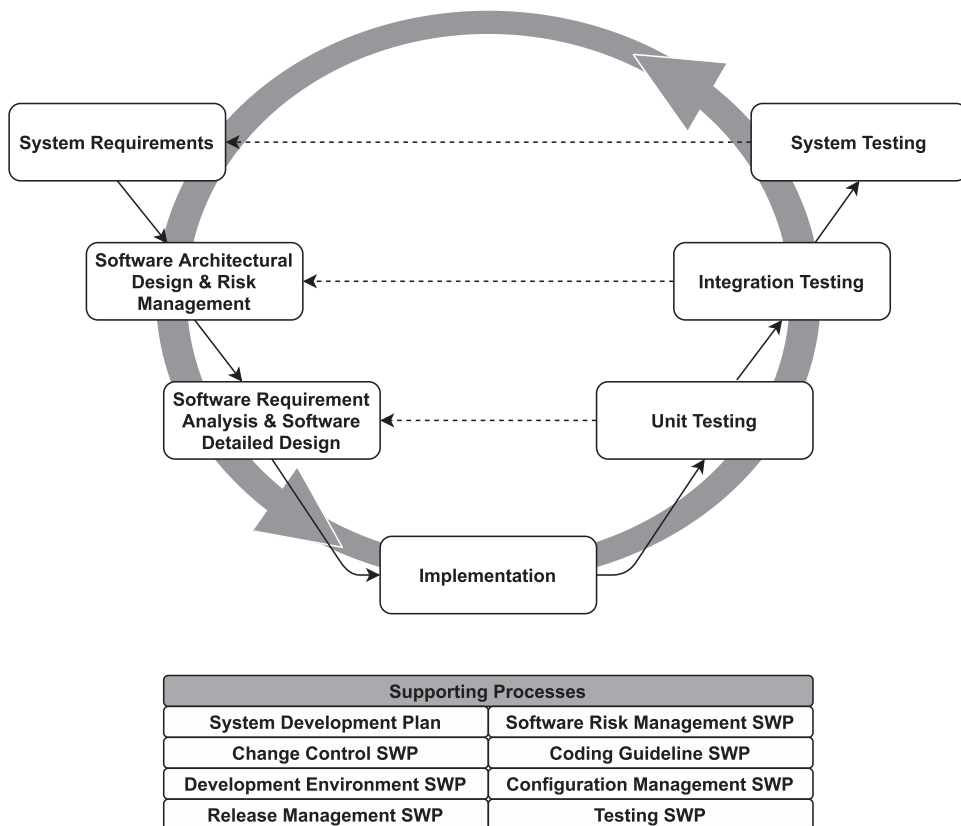 System Requirements
System Testing
Software Architectural
Design & Risk
Management
Integration Testing
Software Requirement
Analysis & Software
Detailed Design
Unit Testing
Implementation
Supporting Processes
System Development Plan
Software Risk Management SWP
Change Control SWP
Coding Guideline SWP
Development Environment SWP
Configuration Management SWP
Release Management SWP
Testing SWP